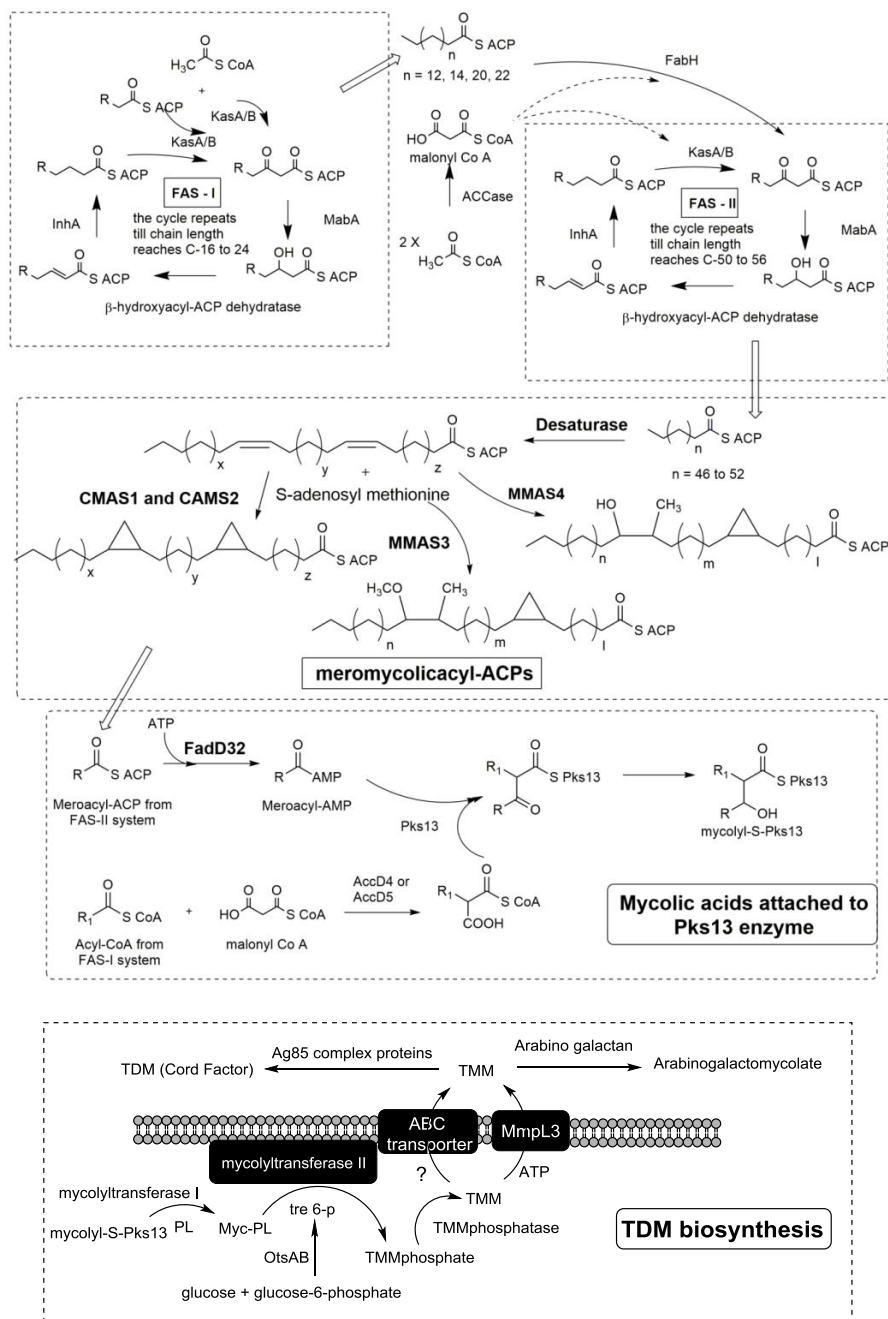 O
H₃C
S CoA
+
O
R
S ACP
KasA/B
KasA/B
O
S ACP
R
O O
R
S ACP
FAS - I
the cycle repeats
till chain length
reaches C-16 to 24
InhA
MabA
O
R
S ACP
OH O
R
S ACP
β-hydroxyacyl-ACP dehydratase
O
S ACP
n
n = 12, 14, 20, 22
FabH
O O
HO
S CoA
malonyl Co A
ACCase
2 X
O
H₃C
S CoA
KasA/B
O
R
S ACP
O O
R
S ACP
FAS - II
the cycle repeats
till chain length
reaches C-50 to 56
InhA
MabA
O
R
S ACP
OH
O
R
S ACP
β-hydroxyacyl-ACP dehydratase
O
S ACP
x
y
z
Desaturase
O
S ACP
n
n = 46 to 52
+
S-adenosyl methionine
CMAS1 and CAMS2
MMAS4
MMAS3
O
S ACP
x
y
z
HO
CH₃
O
S ACP
n
m
l
H₃CO
CH₃
O
S ACP
n
m
l
meromycolicacyl-ACPs
ATP
FadD32
O
R
S ACP
Meroacyl-ACP from
FAS-II system
O
R
AMP
Meroacyl-AMP
Pks13
O
R₁
S Pks13
R
O
O
R₁
S Pks13
R
OH
mycolyl-S-Pks13
O
R₁
S CoA
Acyl-CoA from
FAS-I system
+
O O
HO
S CoA
malonyl Co A
AccD4 or
AccD5
O
R₁
S CoA
COOH
Mycolic acids attached to
Pks13 enzyme
TDM (Cord Factor)
Ag85 complex proteins
TMM
Arabino galactan
Arabinogalactomycolate
ABC
transporter
MmpL3
mycolyltransferase II
?
ATP
TMM
mycolyltransferase I
mycolyl-S-Pks13
PL
Myc-PL
tre 6-p
TMMphosphatase
TMMphosphate
OtsAB
glucose + glucose-6-phosphate
TDM biosynthesis